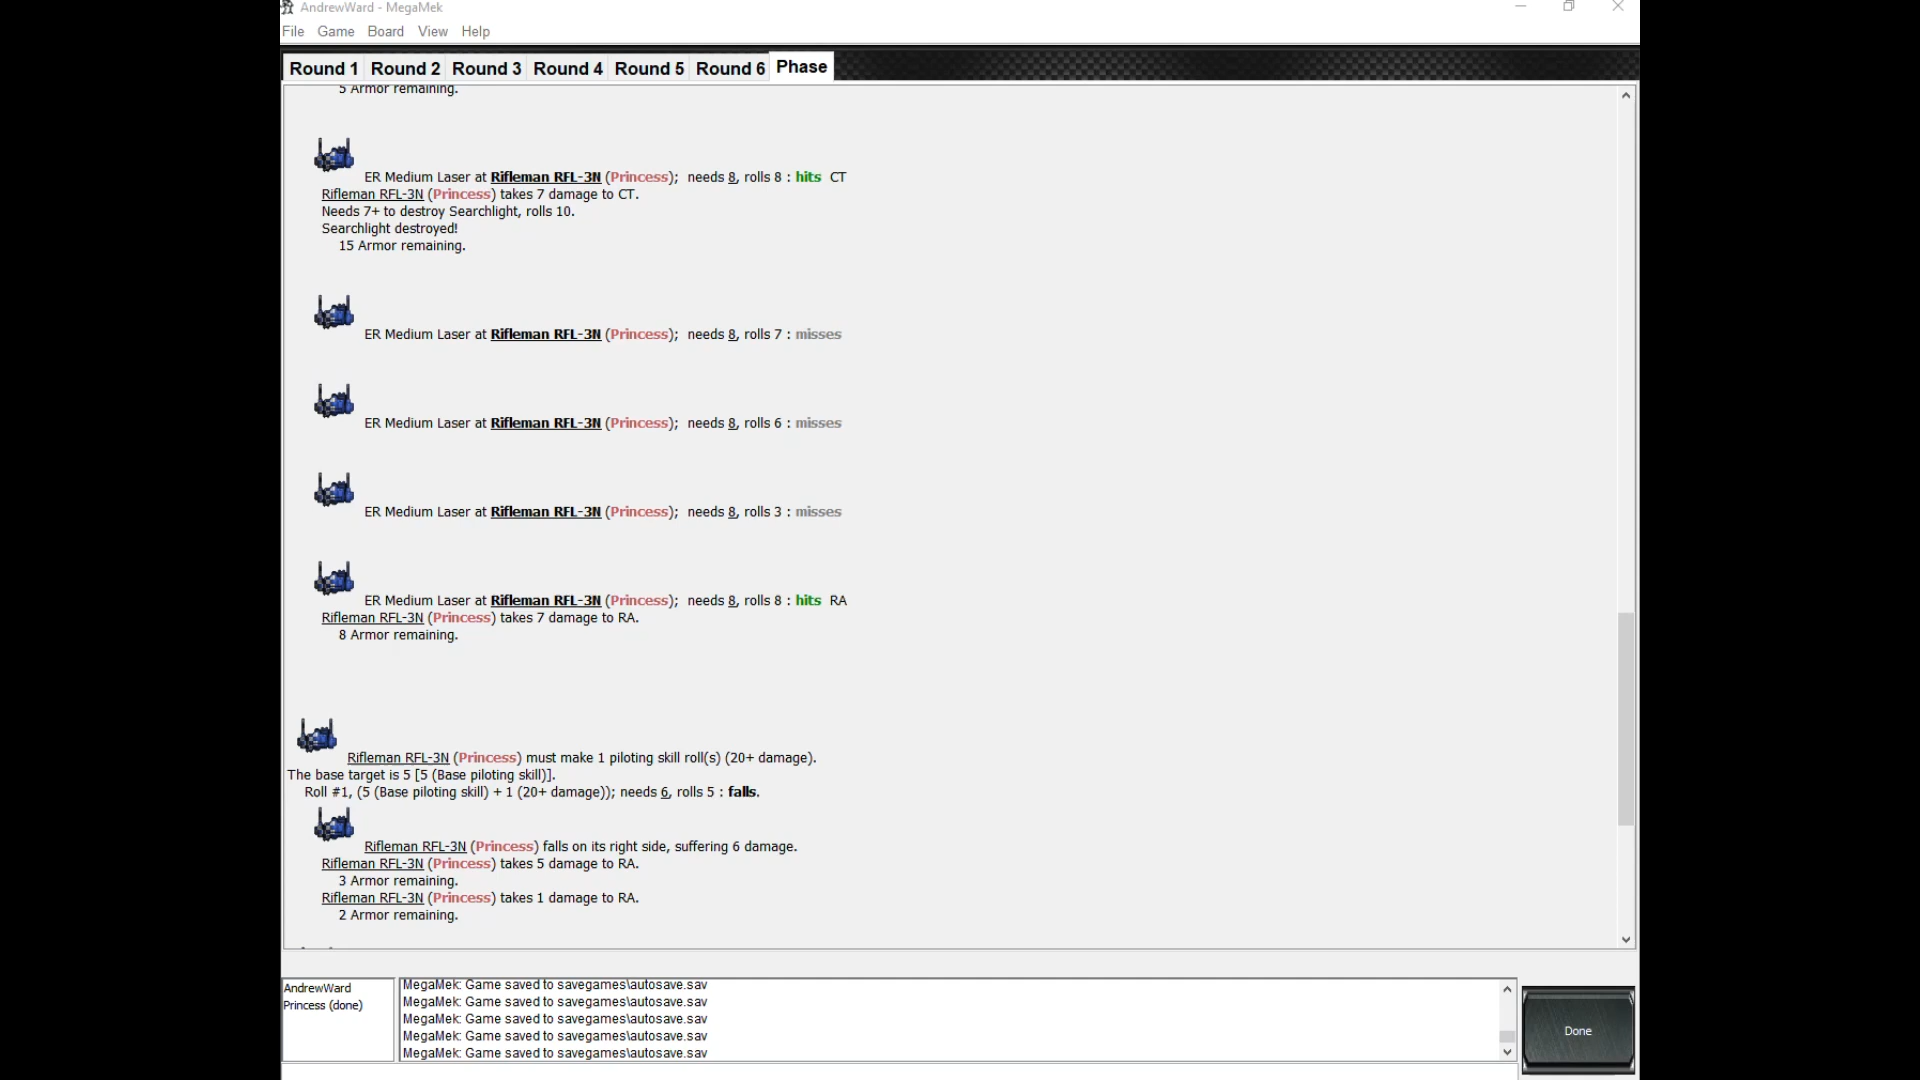 AndrewWard - MegaMek
File Game Board View Help
Round 1 Round 2 Round 3 Round 4 Round 5 Round 6 Phase
5 Armor remaining.
ER Medium Laser at Rifleman RFL-3N (Princess); needs 8, rolls 8 : hits CT
Rifleman RFL-3N (Princess) takes 7 damage to CT.
Needs 7+ to destroy Searchlight, rolls 10.
Searchlight destroyed!
15 Armor remaining.
ER Medium Laser at Rifleman RFL-3N (Princess); needs 8, rolls 7 : misses
ER Medium Laser at Rifleman RFL-3N (Princess); needs 8, rolls 6 : misses
ER Medium Laser at Rifleman RFL-3N (Princess); needs 8, rolls 3 : misses
ER Medium Laser at Rifleman RFL-3N (Princess); needs 8, rolls 8 : hits RA
Rifleman RFL-3N (Princess) takes 7 damage to RA.
8 Armor remaining.
Rifleman RFL-3N (Princess) must make 1 piloting skill roll(s) (20+ damage).
The base target is 5 [5 (Base piloting skill)].
Roll #1, (5 (Base piloting skill) + 1 (20+ damage)); needs 6, rolls 5 : falls.
Rifleman RFL-3N (Princess) falls on its right side, suffering 6 damage.
Rifleman RFL-3N (Princess) takes 5 damage to RA.
3 Armor remaining.
Rifleman RFL-3N (Princess) takes 1 damage to RA.
2 Armor remaining.
AndrewWard
Princess (done)
MegaMek: Game saved to savegames\autosave.sav
MegaMek: Game saved to savegames\autosave.sav
MegaMek: Game saved to savegames\autosave.sav
MegaMek: Game saved to savegames\autosave.sav
MegaMek: Game saved to savegames\autosave.sav
Done